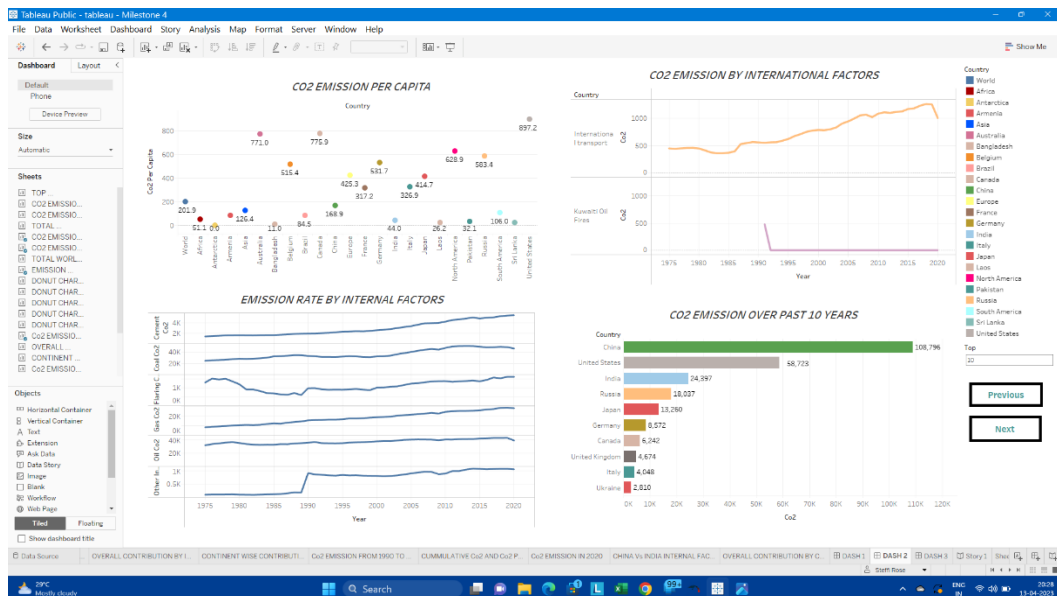 Tableau Public - tableau - Milestone 4
File Data Worksheet Dashboard Story Analysis Map Format Server Window Help
Show Me
Dashboard Layout
Default
Phone
Device Preview
Size
Automatic
Sheets
TOP ...
CO2 EMISSIO...
CO2 EMISSIO...
TOTAL ...
CO2 EMISSIO...
CO2 EMISSIO...
TOTAL WORL...
EMISSION ...
DONUT CHAR...
DONUT CHAR...
DONUT CHAR...
DONUT CHAR...
Co2 EMISSIO...
OVERALL ...
CONTINENT ...
Co2 EMISSIO...
Objects
Horizontal Container
Vertical Container
Text
Extension
Ask Data
Data Story
Image
Blank
Workflow
Web Page
Tiled Floating
Show dashboard title
CO2 EMISSION PER CAPITA
Country
Co2 Per Capita
800
600
400
200
0
201.9
51.1
0.0
126.4
771.0
11.0
515.4
84.5
775.9
168.9
425.3
317.2
531.7
44.0
326.9
414.7
26.2
628.9
32.1
583.4
106.0
897.2
World
Africa
Antarctica
Armenia
Asia
Australia
Bangladesh
Belgium
Brazil
Canada
China
Europe
France
Germany
India
Italy
Japan
Laos
North America
Pakistan
Russia
South America
Sri Lanka
United States
CO2 EMISSION BY INTERNATIONAL FACTORS
Country
Internationa
l transport
Co2
1000
500
0
Kuwaiti Oil
Fires
Co2
1000
500
0
1975 1980 1985 1990 1995 2000 2005 2010 2015 2020
Year
EMISSION RATE BY INTERNAL FACTORS
Cement Co2
4K
2K
Coal Co2
40K
20K
Flaring C..
1K
0K
Gas Co2
20K
0K
Oil Co2
40K
20K
Other In..
1K
0.5K
1975 1980 1985 1990 1995 2000 2005 2010 2015 2020
Year
CO2 EMISSION OVER PAST 10 YEARS
Country
China 108,796
United States 58,723
India 24,397
Russia 18,037
Japan 13,260
Germany 8,572
Canada 6,242
United Kingdom 4,674
Italy 4,048
Ukraine 2,810
0K 10K 20K 30K 40K 50K 60K 70K 80K 90K 100K 110K 120K
Co2
Country
World
Africa
Antarctica
Armenia
Asia
Australia
Bangladesh
Belgium
Brazil
Canada
China
Europe
France
Germany
India
Italy
Japan
Laos
North America
Pakistan
Russia
South America
Sri Lanka
United States
Top
10
Previous
Next
Data Source OVERALL CONTRIBUTION BY I... CONTINENT WISE CONTRIBUTI... Co2 EMISSION FROM 1990 TO ... CUMMULATIVE Co2 AND Co2 P... Co2 EMISSION IN 2020 CHINA Vs INDIA INTERNAL FAC... OVERALL CONTRIBUTION BY C... DASH 1 DASH 2 DASH 3 Story 1
Steffi Rose
29°C
Mostly cloudy
Search
99+
ENG
IN
20:28
13-04-2023